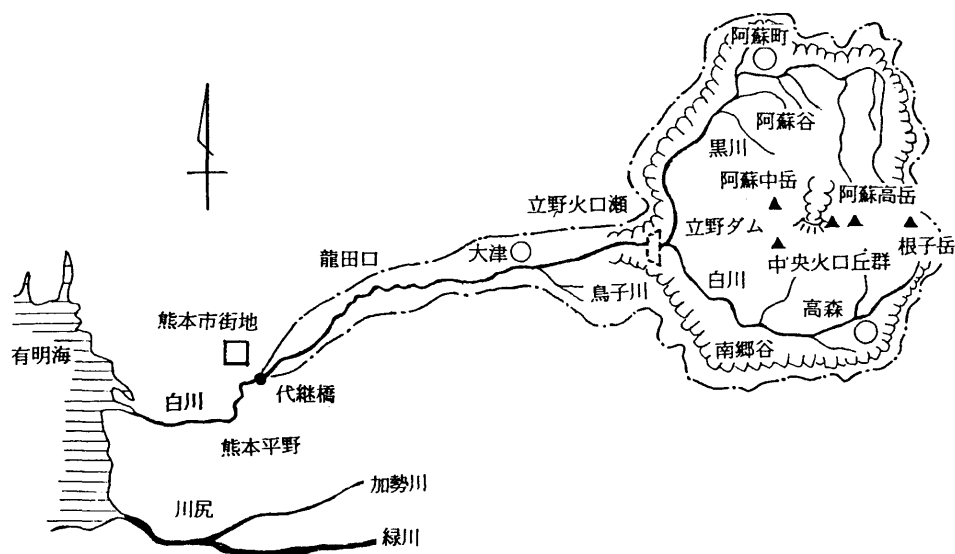 阿蘇町
阿蘇谷
黒川
阿蘇中岳
阿蘇高岳
立野火口瀬
立野ダム
根子岳
大津
龍田口
中央火口丘群
白川
鳥子川
高森
熊本市街地
南郷谷
有明海
代継橋
白川
熊本平野
加勢川
川尻
緑川